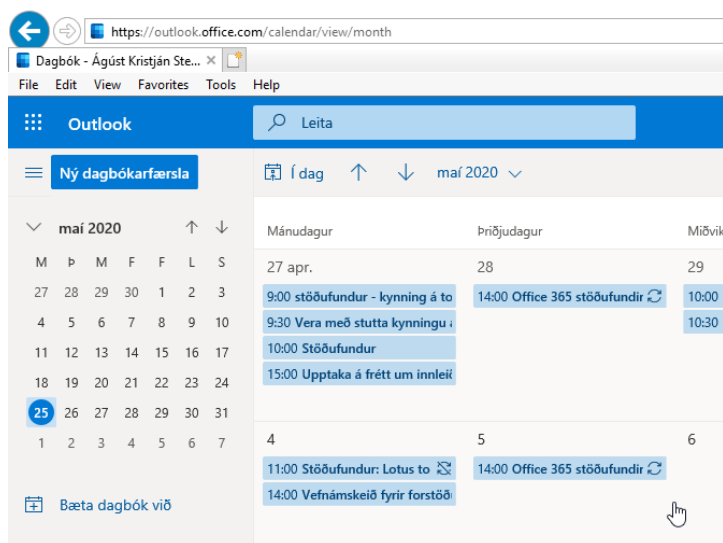 https://outlook.office.com/calendar/view/month
Dagbók - Ágúst Kristján Ste...
File Edit View Favorites Tools Help
Outlook
Leita
Ný dagbókarfærsla
Í dag
maí 2020
maí 2020
M Þ M F F L S
27 28 29 30 1 2 3
4 5 6 7 8 9 10
11 12 13 14 15 16 17
18 19 20 21 22 23 24
25 26 27 28 29 30 31
1 2 3 4 5 6 7
Bæta dagbók við
Mánudagur Þriðjudagur Miðvik
27 apr. 28 29
9:00 stöðufundur - kynning á to 14:00 Office 365 stöðufundir 10:00
9:30 Vera með stutta kynningu 10:30
10:00 Stöðufundur
15:00 Upptaka á frétt um innleið
4 5 6
11:00 Stöðufundur: Lotus to 14:00 Office 365 stöðufundir
14:00 Vefnámskeið fyrir forstöðu